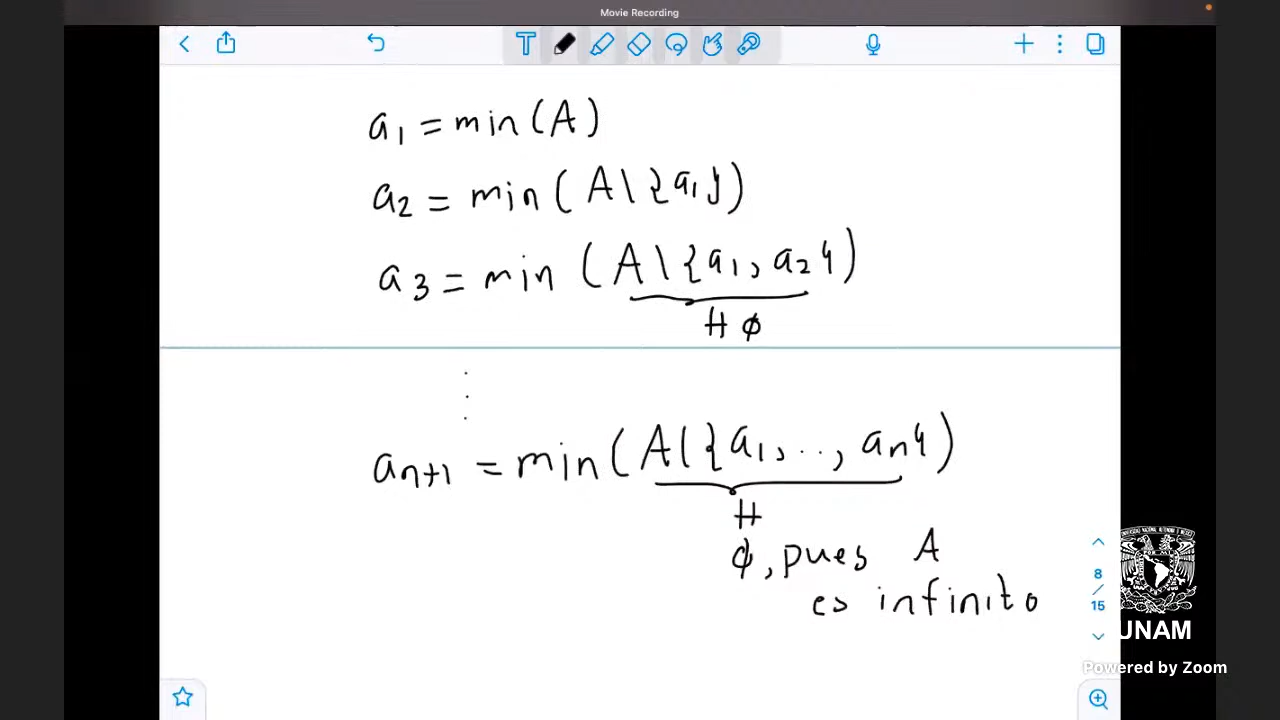 Movie Recording
T
a₁ = min(A)
a₂ = min(A\{a₁})
a₃ = min(A\{a₁, a₂})
≠ ∅
⋮
aₙ₊₁ = min(A\{a₁, .., aₙ})
≠
∅, pues A
es infinito
8
/
15
UNAM
Powered by Zoom